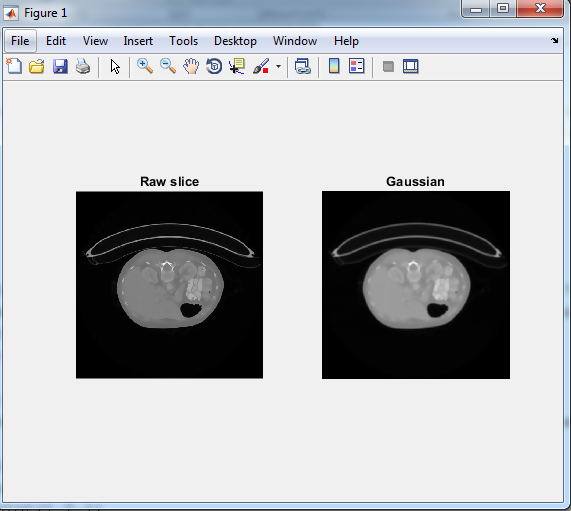 Figure 1
File Edit View Insert Tools Desktop Window Help
Raw slice Gaussian